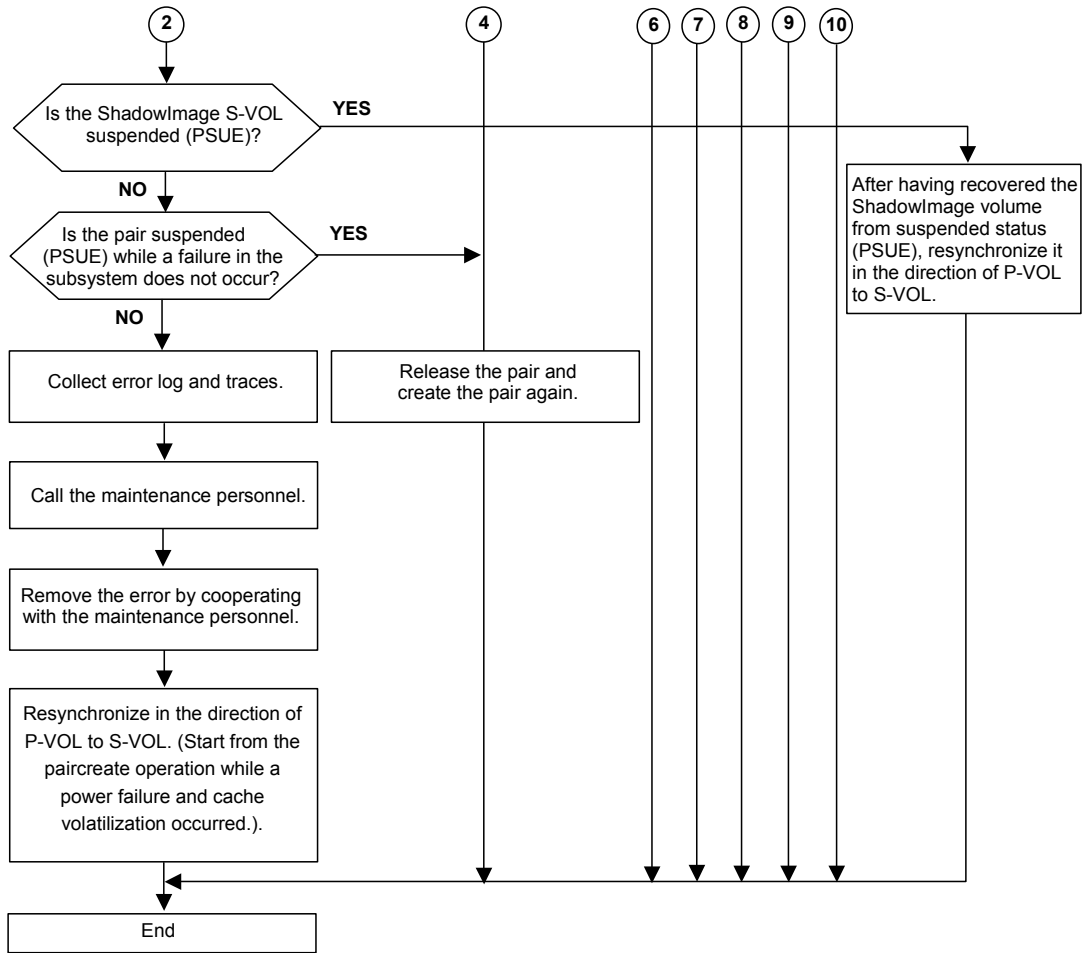 2
4
6
7
8
9
10
Is the ShadowImage S-VOL
suspended (PSUE)?
YES
NO
After having recovered the
ShadowImage volume
from suspended status
(PSUE), resynchronize it
in the direction of P-VOL
to S-VOL.
Is the pair suspended
(PSUE) while a failure in the
subsystem does not occur?
YES
NO
Collect error log and traces.
Release the pair and
create the pair again.
Call the maintenance personnel.
Remove the error by cooperating
with the maintenance personnel.
Resynchronize in the direction of
P-VOL to S-VOL. (Start from the
paircreate operation while a
power failure and cache
volatilization occurred.).
End